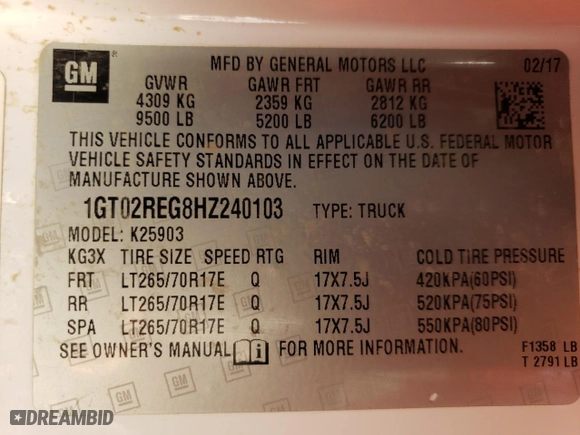 GM
MFD BY GENERAL MOTORS LLC 02/17
GVWR GAWR FRT GAWR RR
4309 KG 2359 KG 2812 KG
9500 LB 5200 LB 6200 LB
THIS VEHICLE CONFORMS TO ALL APPLICABLE U.S. FEDERAL MOTOR
VEHICLE SAFETY STANDARDS IN EFFECT ON THE DATE OF
MANUFACTURE SHOWN ABOVE.
1GT02REG8HZ240103 TYPE: TRUCK
MODEL: K25903
KG3X TIRE SIZE SPEED RTG RIM COLD TIRE PRESSURE
FRT LT265/70R17E Q 17X7.5J 420KPA(60PSI)
RR LT265/70R17E Q 17X7.5J 520KPA(75PSI)
SPA LT265/70R17E Q 17X7.5J 550KPA(80PSI)
SEE OWNER'S MANUAL FOR MORE INFORMATION.
F1358 LB
T 2791 LB
DREAMBID